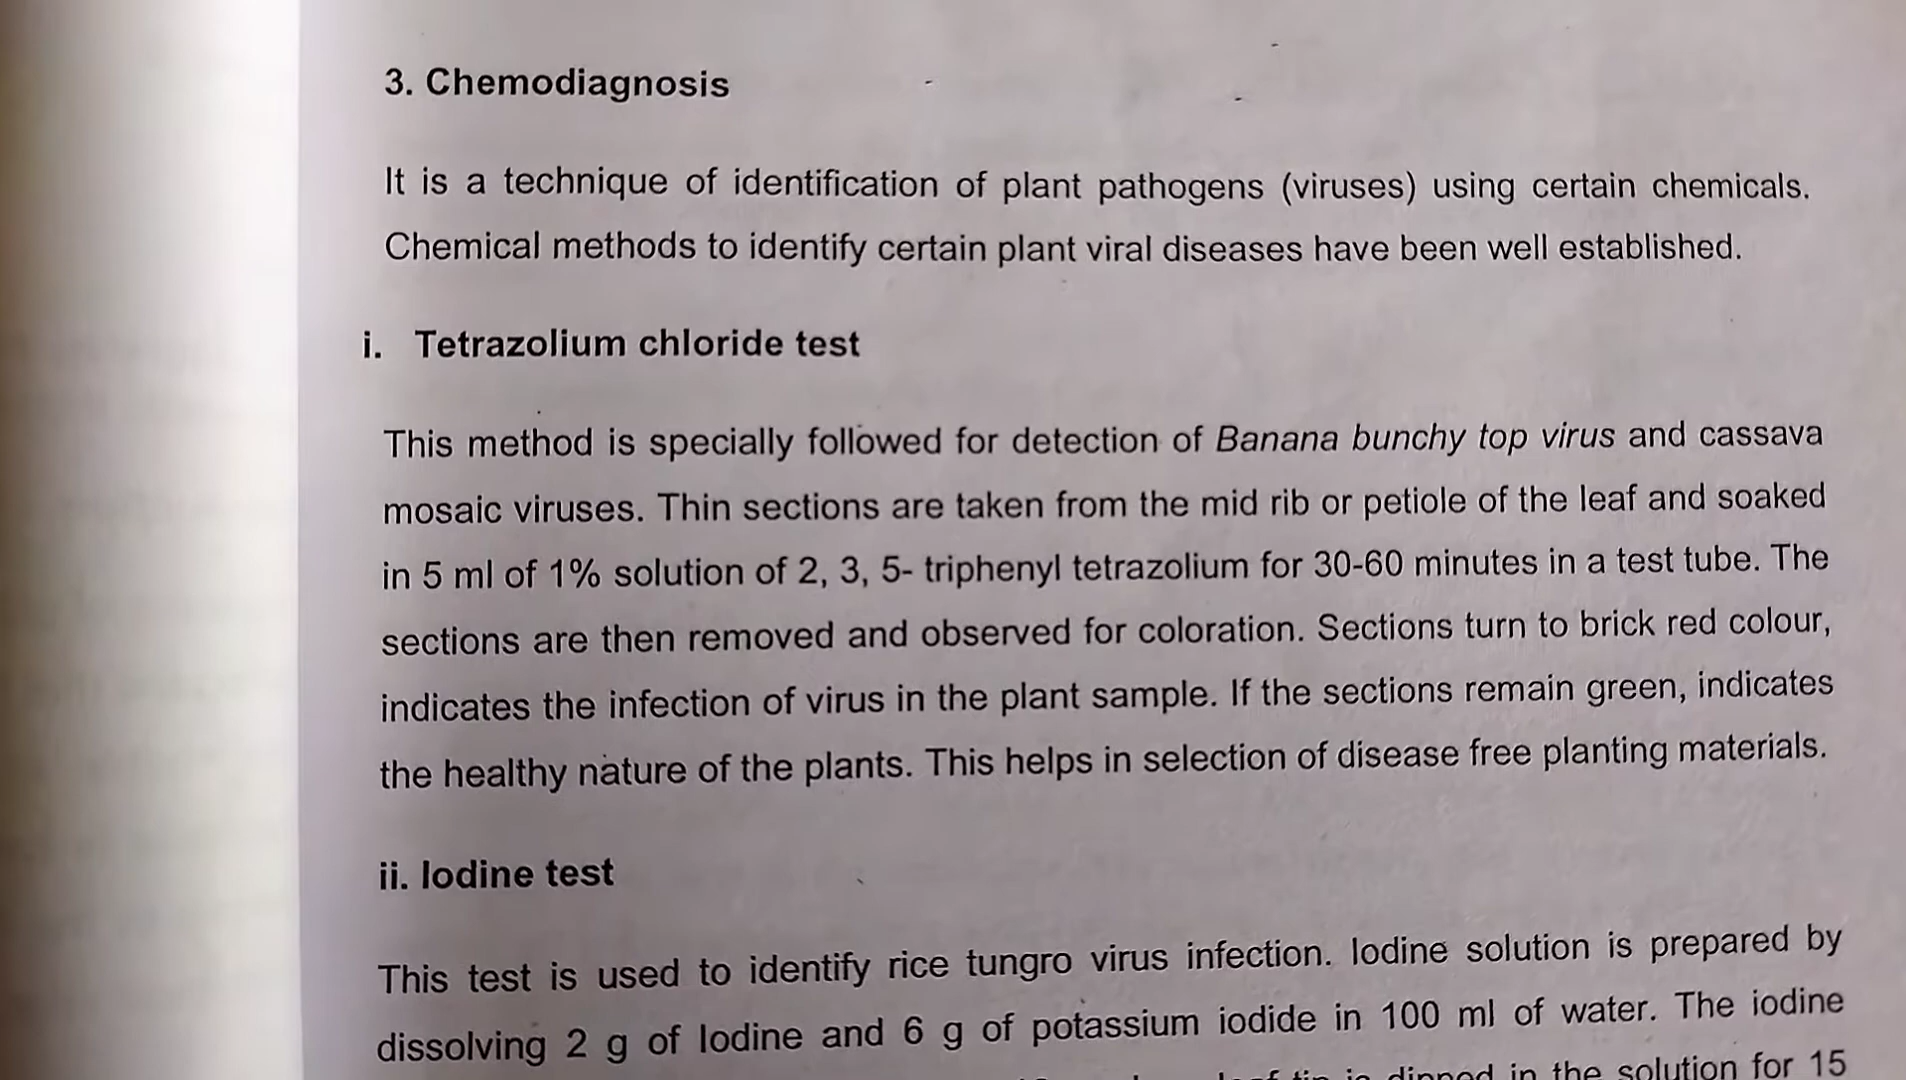 3. Chemodiagnosis
It is a technique of identification of plant pathogens (viruses) using certain chemicals.
Chemical methods to identify certain plant viral diseases have been well established.
i. Tetrazolium chloride test
This method is specially followed for detection of Banana bunchy top virus and cassava
mosaic viruses. Thin sections are taken from the mid rib or petiole of the leaf and soaked
in 5 ml of 1% solution of 2, 3, 5- triphenyl tetrazolium for 30-60 minutes in a test tube. The
sections are then removed and observed for coloration. Sections turn to brick red colour,
indicates the infection of virus in the plant sample. If the sections remain green, indicates
the healthy nature of the plants. This helps in selection of disease free planting materials.
ii. Iodine test
This test is used to identify rice tungro virus infection. Iodine solution is prepared by
dissolving 2 g of Iodine and 6 g of potassium iodide in 100 ml of water. The iodine
leaf tip is dipped in the solution for 15